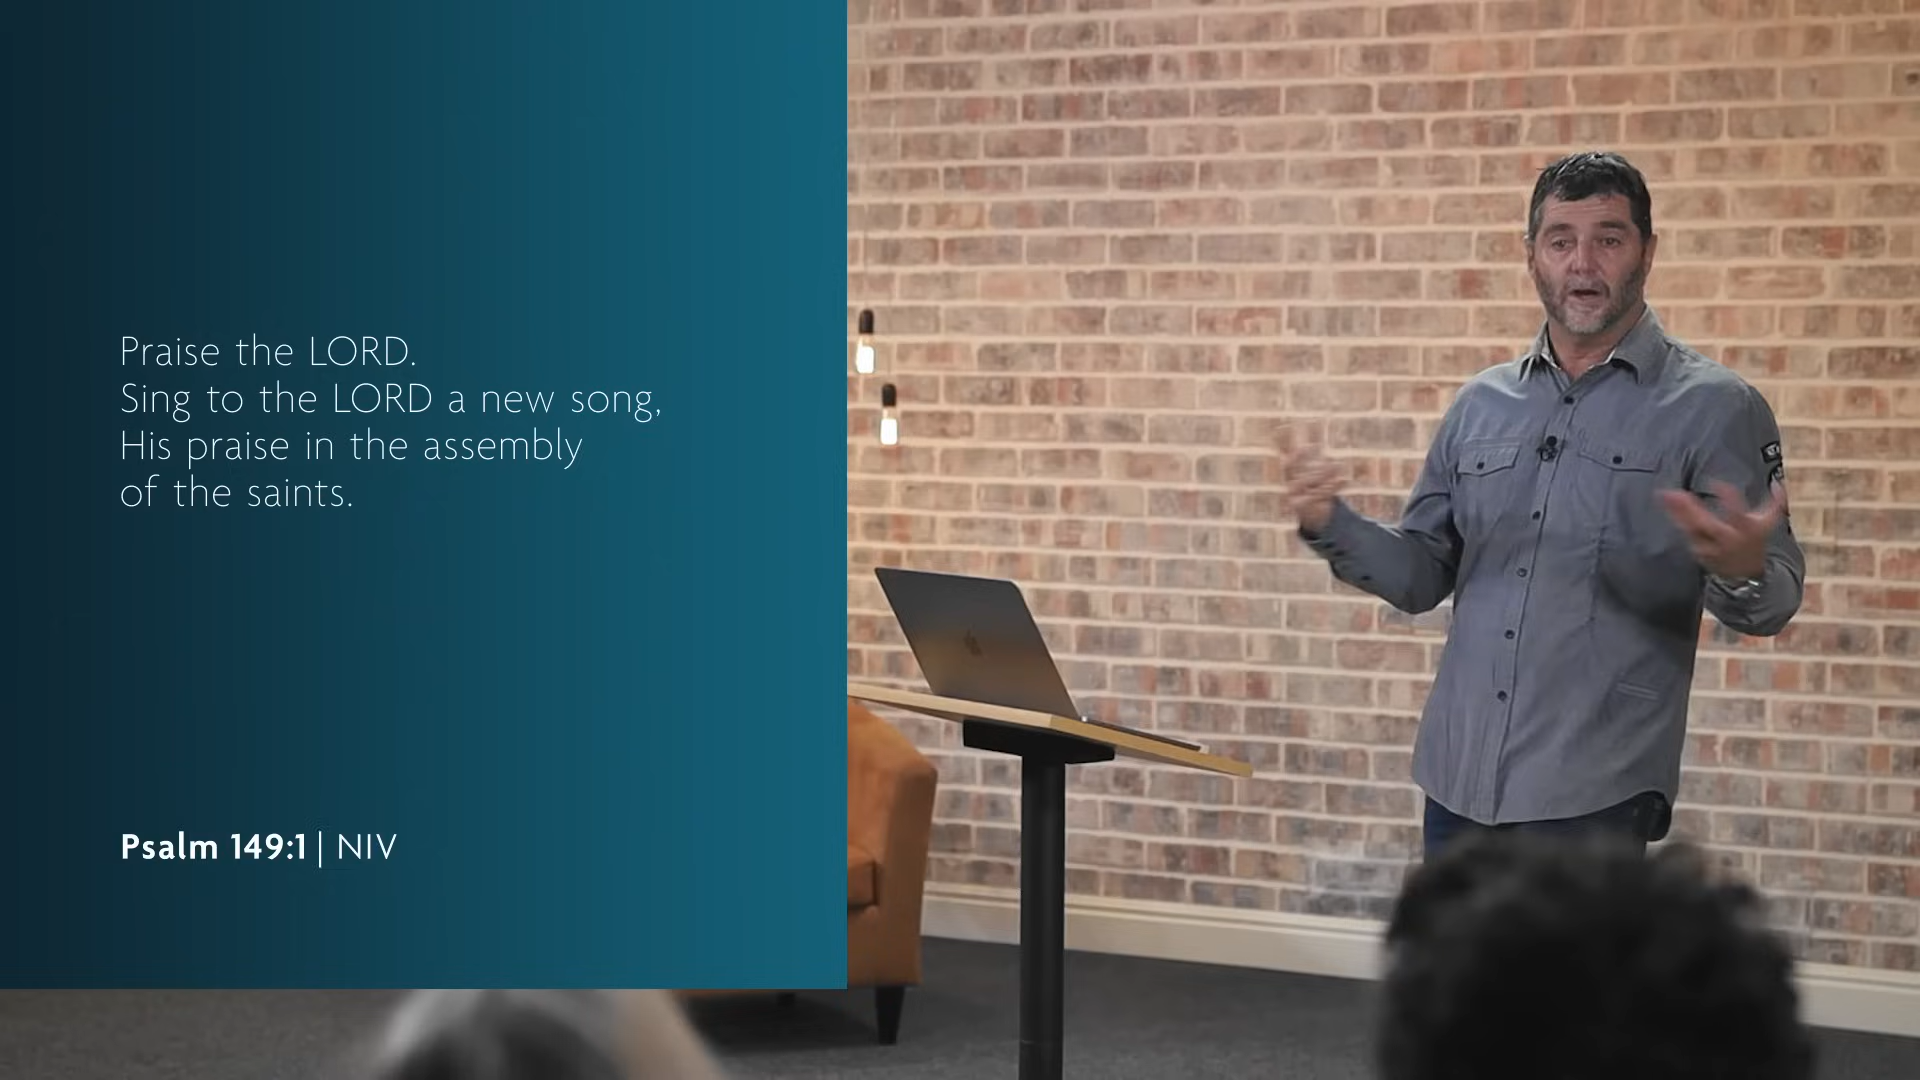 Praise the LORD.
Sing to the LORD a new song,
His praise in the assembly
of the saints.
Psalm 149:1 | NIV